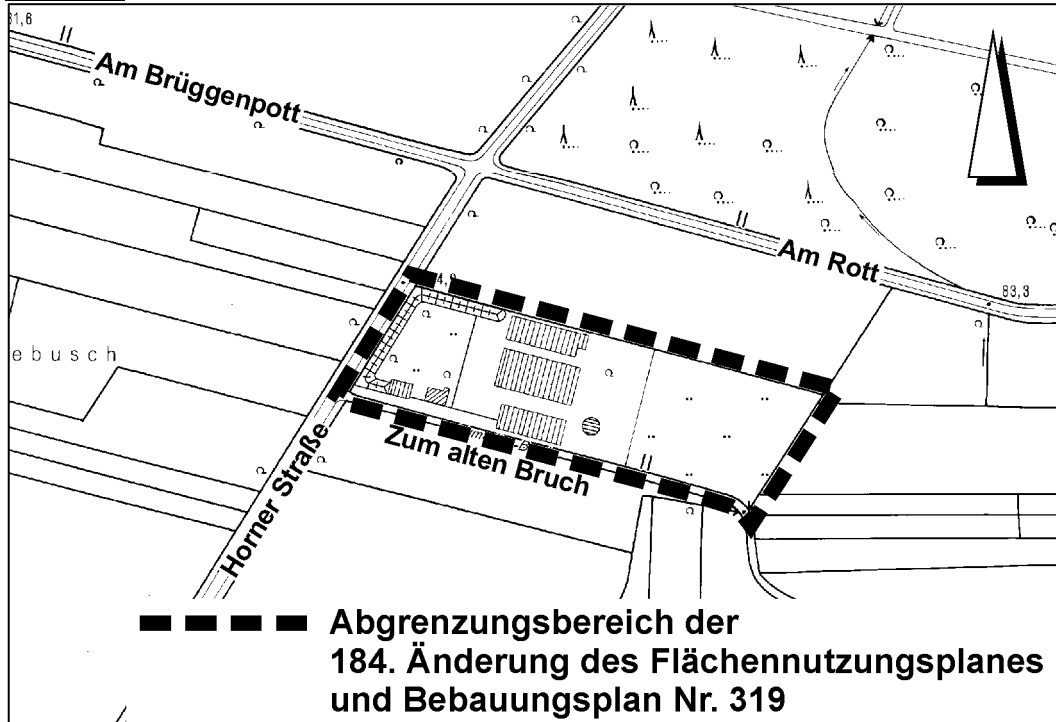 Am Brüggenpott
Am Rott
83,3
ebusch
Zum alten Bruch
Horner Straße
Abgrenzungsbereich der
184. Änderung des Flächennutzungsplanes
und Bebauungsplan Nr. 319